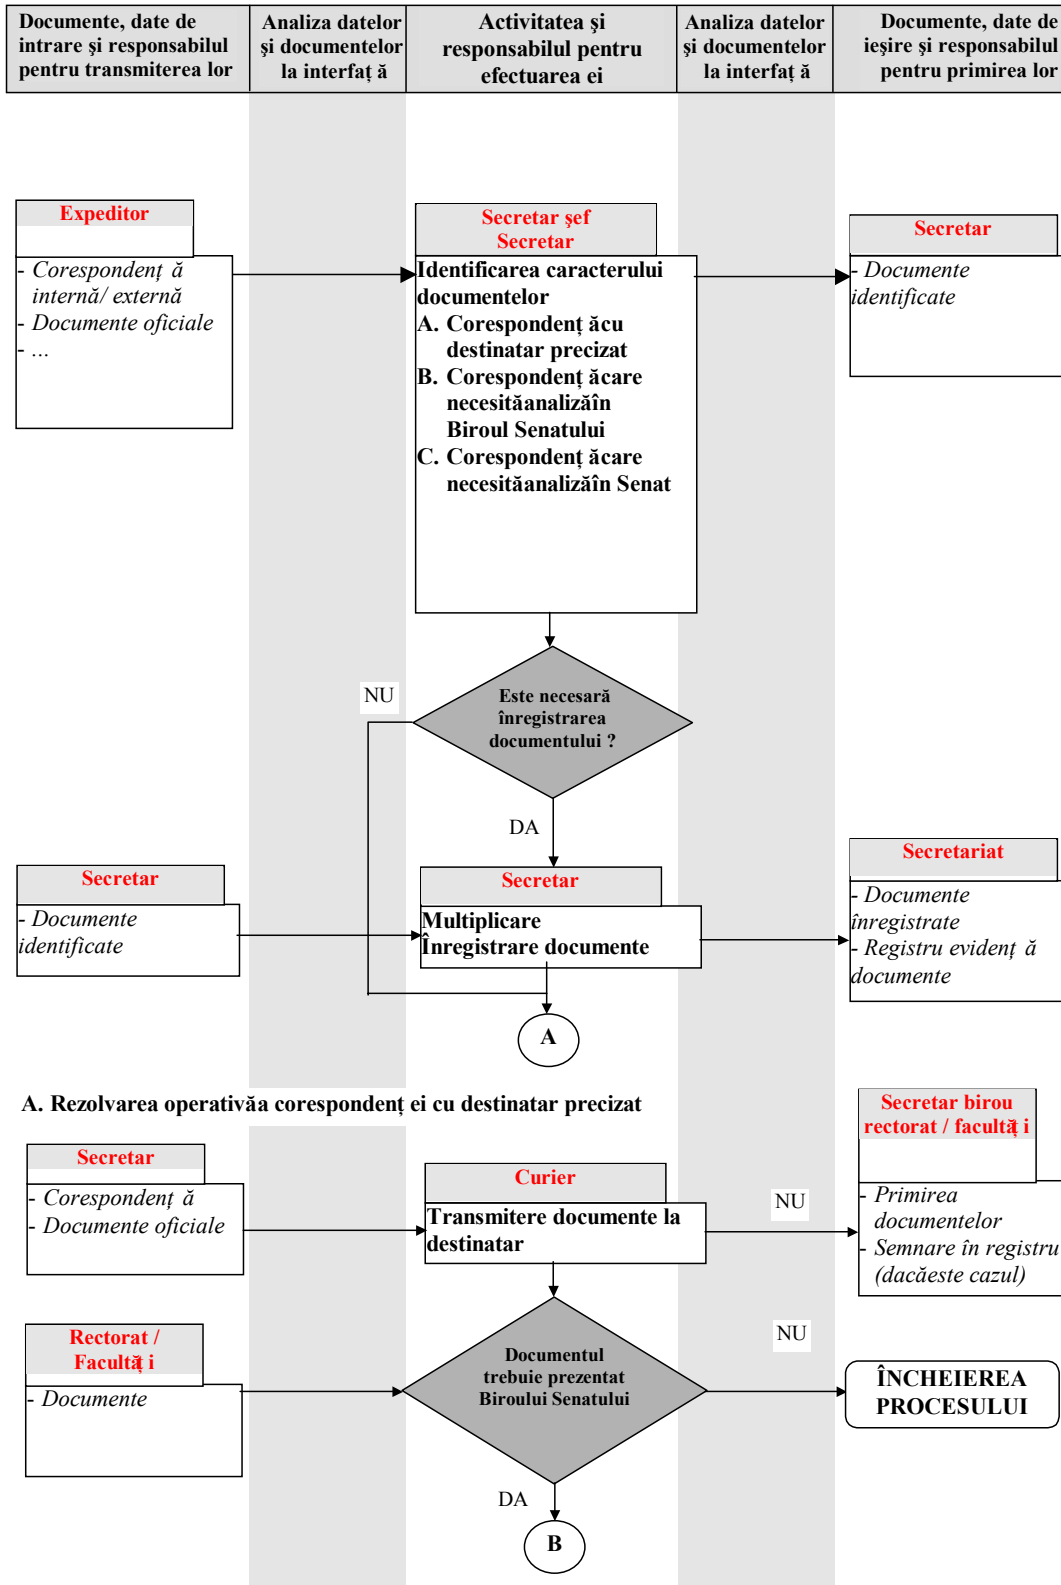 Documente, date de
intrare şi responsabilul
pentru transmiterea lor
Analiza datelor
şi documentelor
la interfaţ ă
Activitatea şi
responsabilul pentru
efectuarea ei
Analiza datelor
şi documentelor
la interfaţ ă
Documente, date de
ieşire şi responsabilul
pentru primirea lor
Expeditor
- Corespondenţ ă
internă/ externă
- Documente oficiale
- ...
Secretar şef
Secretar
Identificarea caracterului
documentelor
A. Corespondenţ ăcu
destinatar precizat
B. Corespondenţ ăcare
necesităanalizăîn
Biroul Senatului
C. Corespondenţ ăcare
necesităanalizăîn Senat
Secretar
- Documente
identificate
NU
Este necesară
înregistrarea
documentului ?
DA
Secretar
- Documente
identificate
Secretar
Multiplicare
Înregistrare documente
Secretariat
- Documente
înregistrate
- Registru evidenţ ă
documente
A
A. Rezolvarea operativăa corespondenţ ei cu destinatar precizat
Secretar
- Corespondenţ ă
- Documente oficiale
Curier
Transmitere documente la
destinatar
NU
Secretar birou
rectorat / facultăţ i
- Primirea
documentelor
- Semnare în registru
(dacăeste cazul)
Rectorat /
Facultăţ i
- Documente
Documentul
trebuie prezentat
Biroului Senatului
NU
ÎNCHEIEREA
PROCESULUI
DA
B